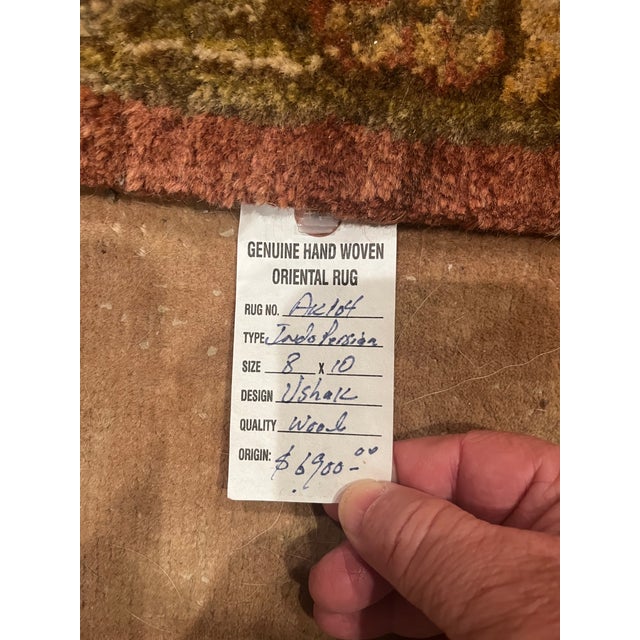 GENUINE HAND WOVEN
ORIENTAL RUG
RUG NO. AK104
TYPE Indo Persian
SIZE 8 X 10
DESIGN Ushak
QUALITY Wool
ORIGIN: $6900-.00